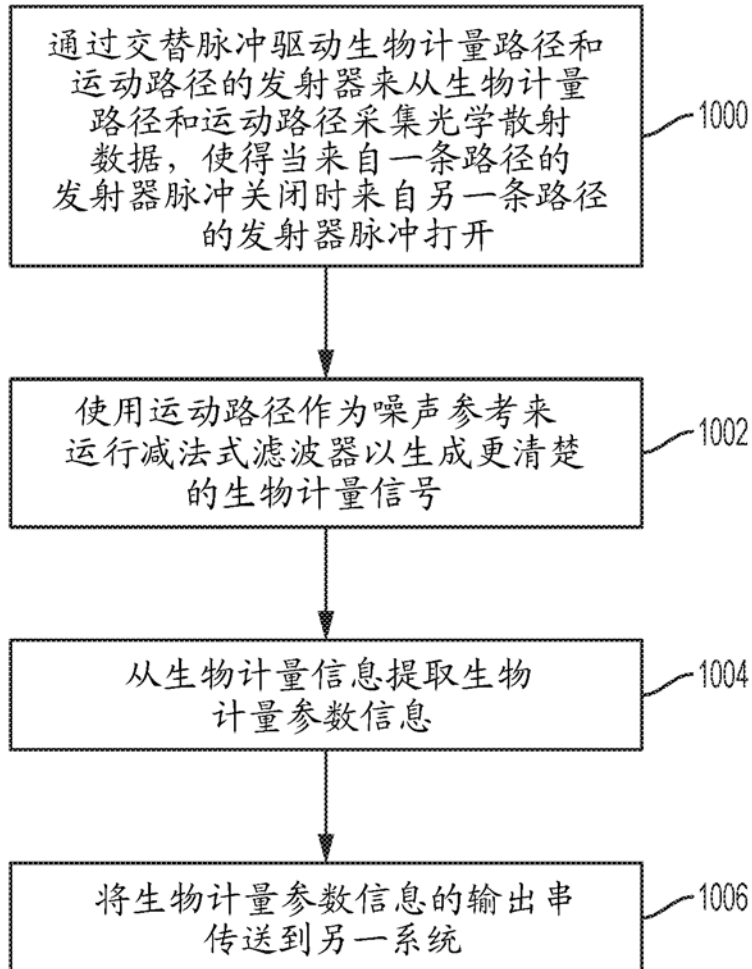 通过交替脉冲驱动生物计量路径和
运动路径的发射器来从生物计量
路径和运动路径采集光学散射
数据，使得当来自一条路径的
发射器脉冲关闭时来自另一条路径
的发射器脉冲打开
1000
使用运动路径作为噪声参考来
运行减法式滤波器以生成更清楚
的生物计量信号
1002
从生物计量信息提取生物
计量参数信息
1004
将生物计量参数信息的输出串
传送到另一系统
1006